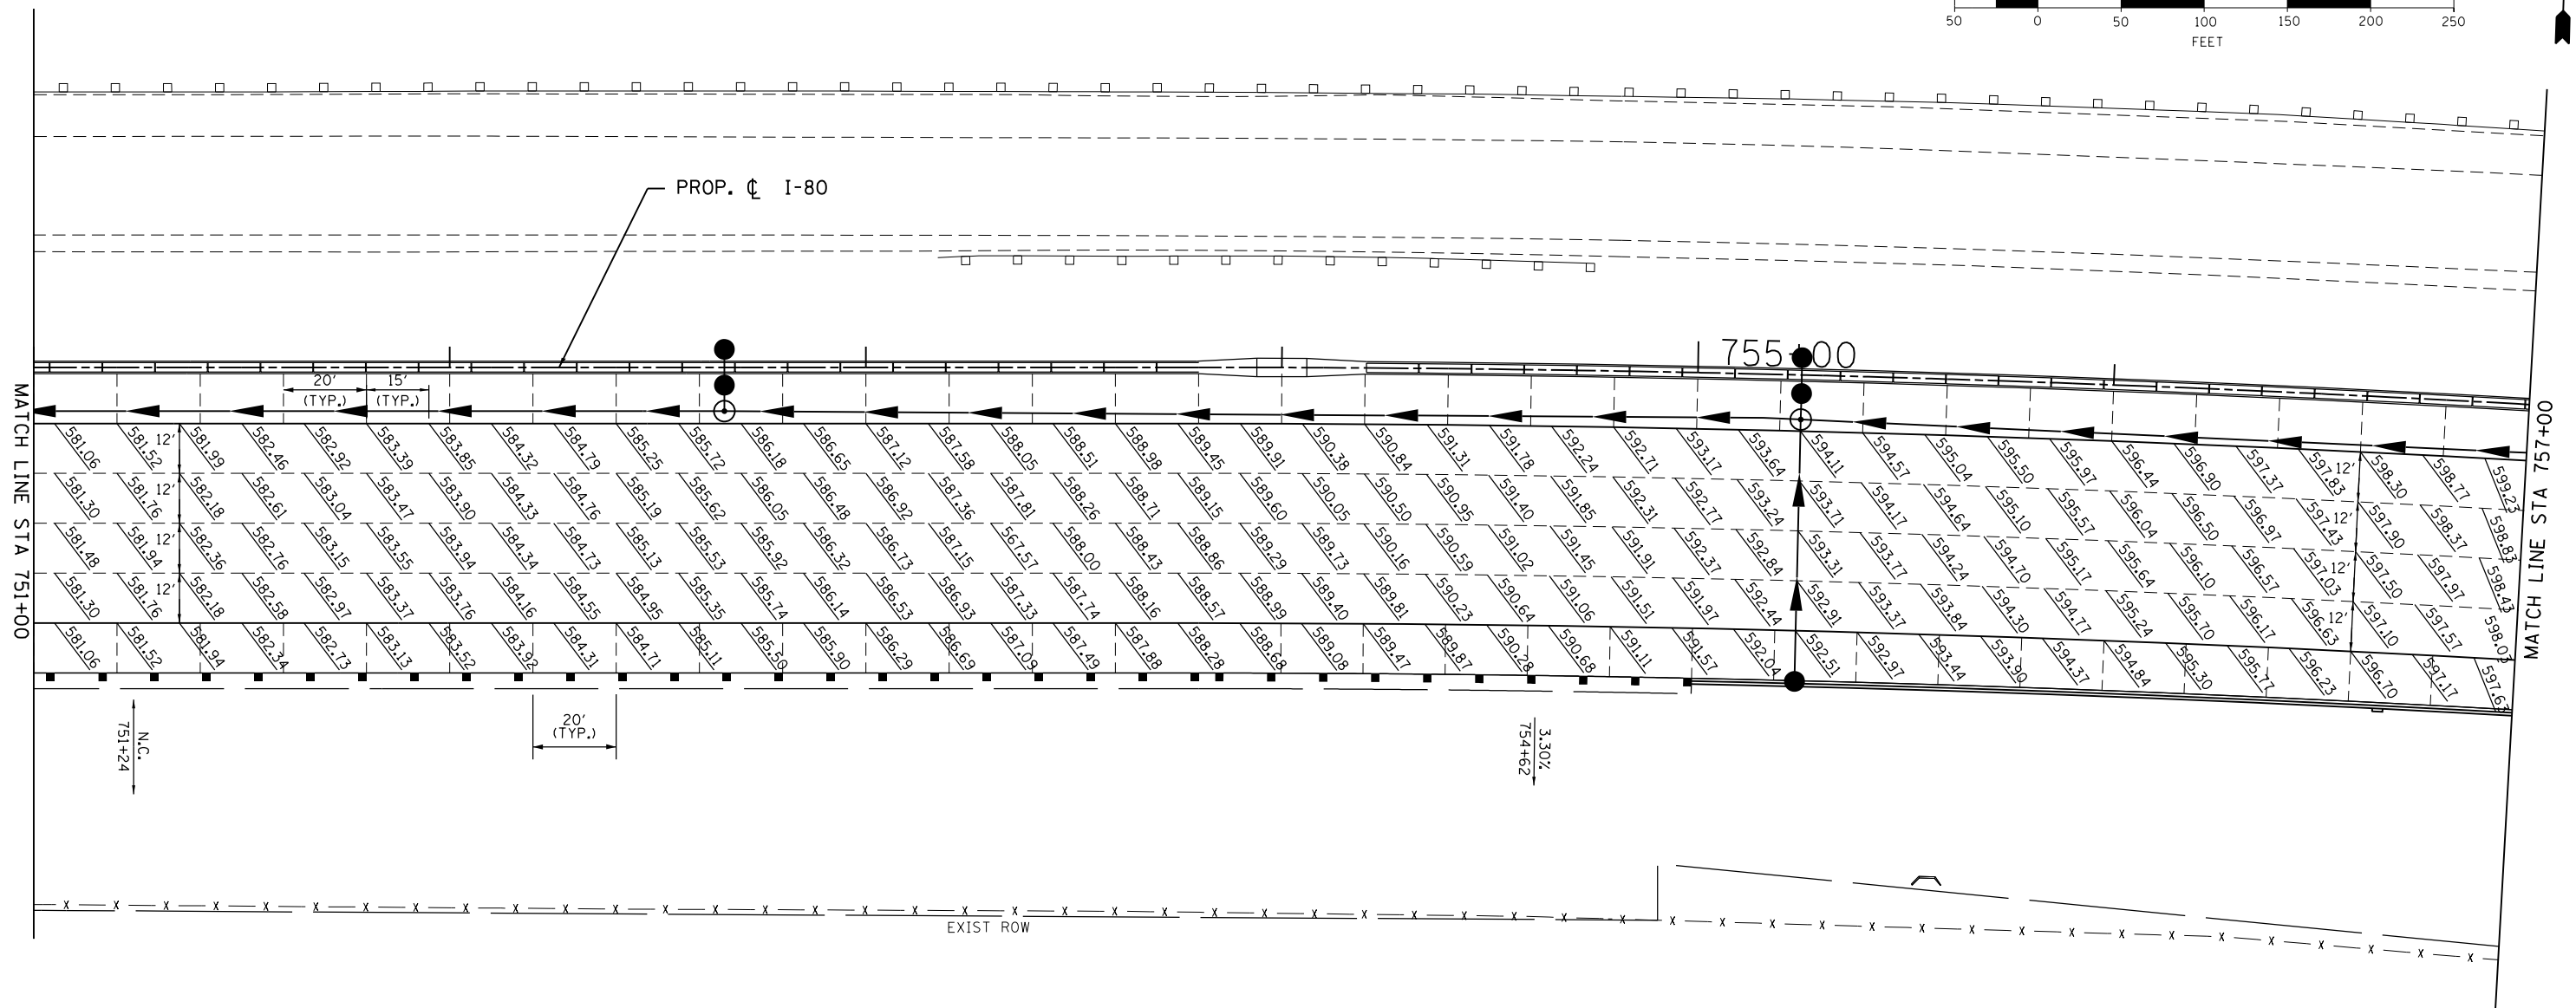 50 0 50 100 150 200 250
FEET
PROP. ℄ I-80
755+00
20' 15'
(TYP.) (TYP.)
MATCH LINE STA 751+00
MATCH LINE STA 757+00
581.06 581.52 12' 581.99 582.46 582.92 583.39 583.85 584.32 584.79 585.25 585.72 586.18 586.65 587.12 587.58 588.05 588.51 588.98 589.45 589.91 590.38 590.84 591.31 591.78 592.24 592.71 593.17 593.64 594.11 594.57 595.04 595.50 595.97 596.44 596.90 597.37 597.83 12' 598.30 598.77 599.23
581.30 581.76 12' 582.18 582.61 583.04 583.47 583.90 584.33 584.76 585.19 585.62 586.05 586.48 586.92 587.36 587.81 588.26 588.71 589.15 589.60 590.05 590.50 590.95 591.40 591.85 592.31 592.77 593.24 593.71 594.17 594.64 595.10 595.57 596.04 596.50 596.97 597.43 12' 597.90 598.37 598.83
581.48 581.94 12' 582.36 582.76 583.15 583.55 583.94 584.34 584.73 585.13 585.53 585.92 586.32 586.73 587.15 567.57 588.00 588.43 588.86 589.29 589.73 590.16 590.59 591.02 591.45 591.91 592.37 592.84 593.31 593.77 594.24 594.70 595.17 595.64 596.10 596.57 597.03 12' 597.50 597.97 598.43
581.30 581.76 12' 582.18 582.58 582.97 583.37 583.76 584.16 584.55 584.95 585.35 585.74 586.14 586.53 586.93 587.33 587.74 588.16 588.57 588.99 589.40 589.81 590.23 590.64 591.06 591.51 591.97 592.44 592.91 593.37 593.84 594.30 594.77 595.24 595.70 596.17 596.63 12' 597.10 597.57 598.03
581.06 581.52 581.94 582.34 582.73 583.13 583.52 583.92 584.31 584.71 585.11 585.50 585.90 586.29 586.69 587.09 587.49 587.88 588.28 588.68 589.08 589.47 589.87 590.28 590.68 591.11 591.57 592.04 592.51 592.97 593.44 593.90 594.37 594.84 595.30 595.77 596.23 596.70 597.17 597.63
N.C.
751+24
20'
(TYP.)
3.30%
754+62
EXIST ROW